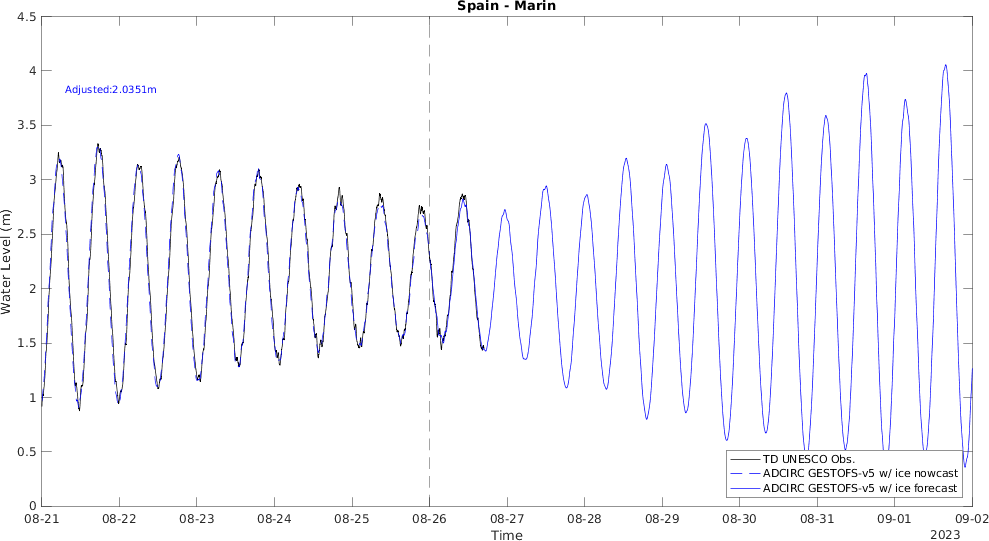 Spain - Marin
4.5
4
3.5
3
2.5
2
1.5
1
0.5
0
Water Level (m)
Adjusted:2.0351m
TD UNESCO Obs.
ADCIRC GESTOFS-v5 w/ ice nowcast
ADCIRC GESTOFS-v5 w/ ice forecast
08-21 08-22 08-23 08-24 08-25 08-26 08-27 08-28 08-29 08-30 08-31 09-01 09-02
Time
2023